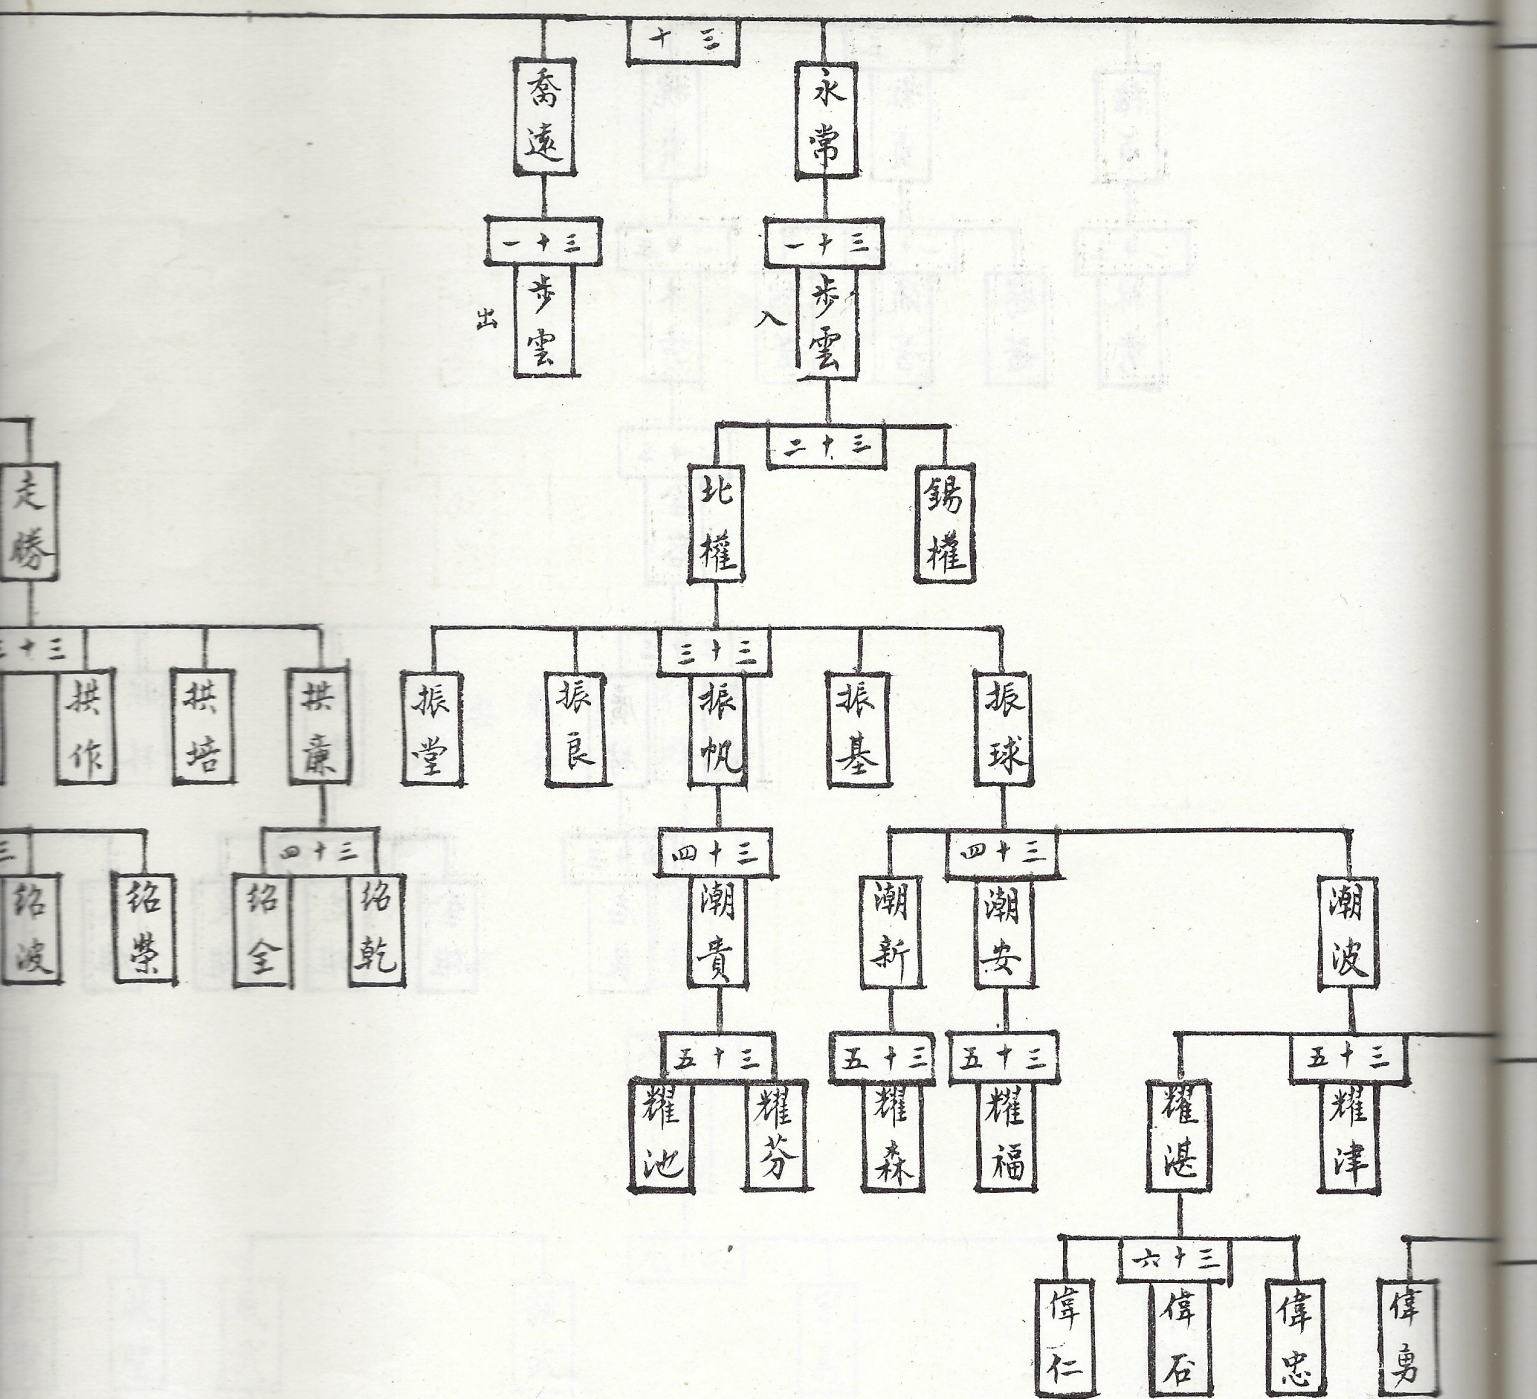 三十
永常
喬遠
三十一
三十一
步雲
入
步雲
出
三十二
錫權
北權
走勝
三十三
振球
振基
振帆
振良
振堂
三十
拱廉
拱培
拱作
三十四
三十四
三十四
三
潮波
潮安
潮新
潮貴
紹乾
紹全
紹榮
紹波
三十五
三十五
三十五
三十五
耀津
耀湛
耀福
耀森
耀芬
耀池
三十六
偉勇
偉忠
偉石
偉仁